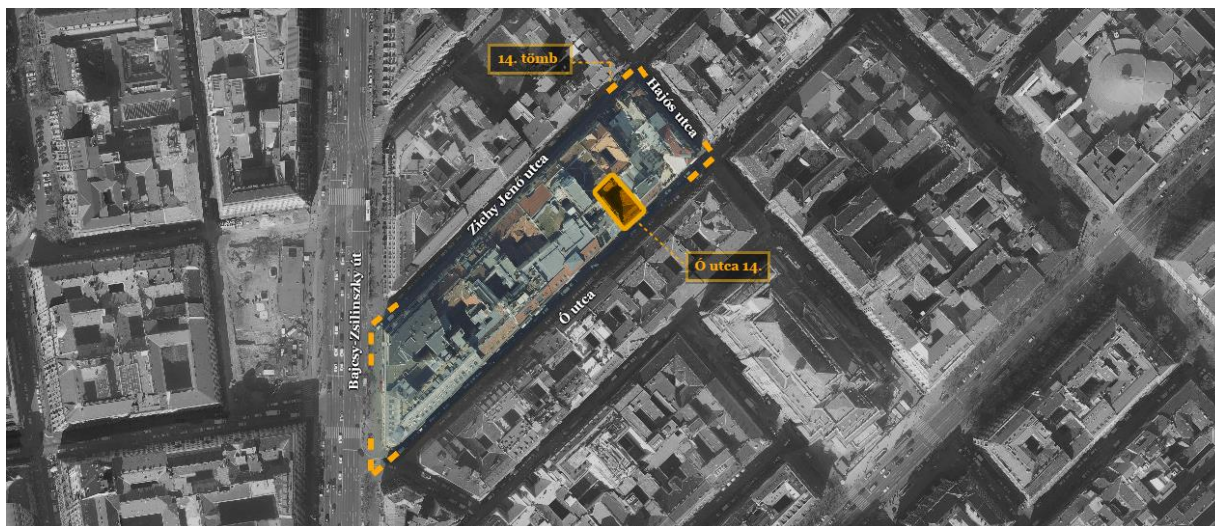 14. tömb
Hajós utca
Zichy Jenő utca
Ó utca 14.
Ó utca
Bajcsy-Zsilinszky út